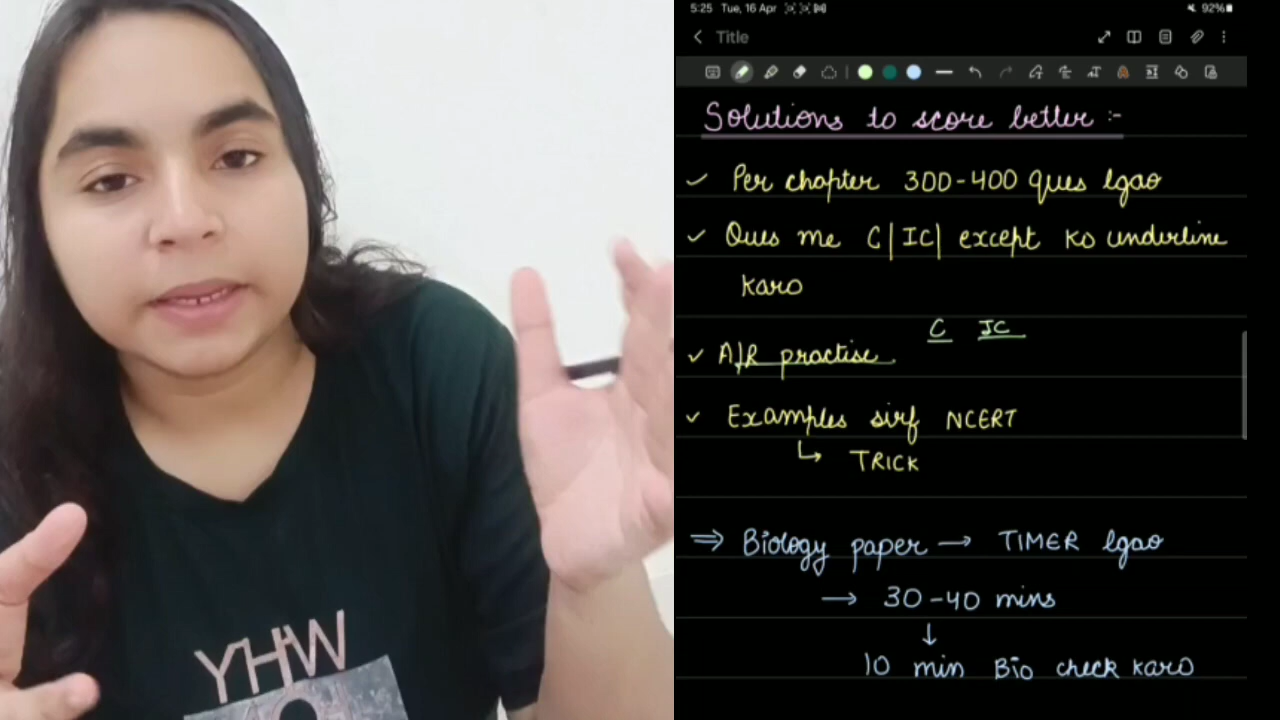 5:25 Tue, 16 Apr 92%
Title
Solutions to score better :-
✓ Per chapter 300-400 ques lgao
✓ Ques me C|IC| except ko underline
karo
C IC
✓ A/R practise
✓ Examples sirf NCERT
↳ TRICK
⇒ Biology paper → TIMER lgao
→ 30-40 mins
↓
10 min Bio check karo
YHW